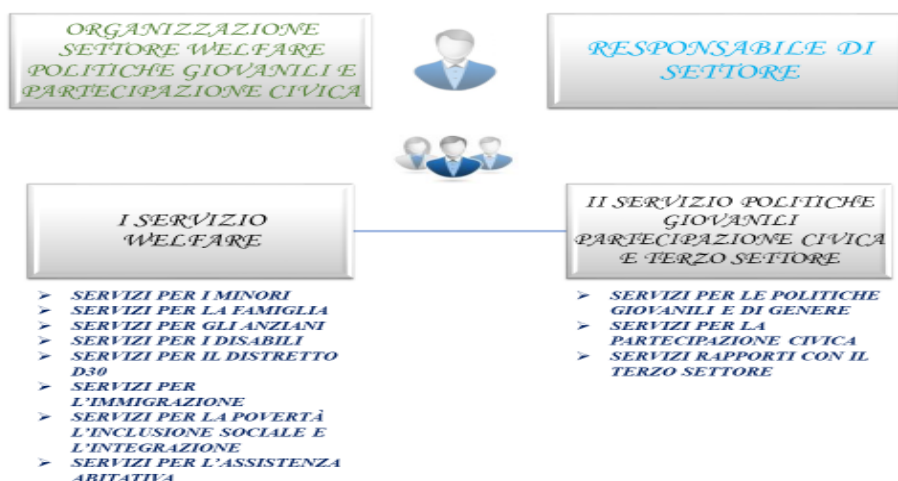 ORGANIZZAZIONE
SETTORE WELFARE
POLITICHE GIOVANILI E
PARTECIPAZIONE CIVICA
RESPONSABILE DI
SETTORE
I SERVIZIO
WELFARE
II SERVIZIO POLITICHE
GIOVANILI
PARTECIPAZIONE CIVICA
E TERZO SETTORE
➢ SERVIZI PER I MINORI
➢ SERVIZI PER LA FAMIGLIA
➢ SERVIZI PER GLI ANZIANI
➢ SERVIZI PER I DISABILI
➢ SERVIZI PER IL DISTRETTO
D30
➢ SERVIZI PER
L'IMMIGRAZIONE
➢ SERVIZI PER LA POVERTÀ
L'INCLUSIONE SOCIALE E
L'INTEGRAZIONE
➢ SERVIZI PER L'ASSISTENZA
ABITATIVA
➢ SERVIZI PER LE POLITICHE
GIOVANILI E DI GENERE
➢ SERVIZI PER LA
PARTECIPAZIONE CIVICA
➢ SERVIZI RAPPORTI CON IL
TERZO SETTORE